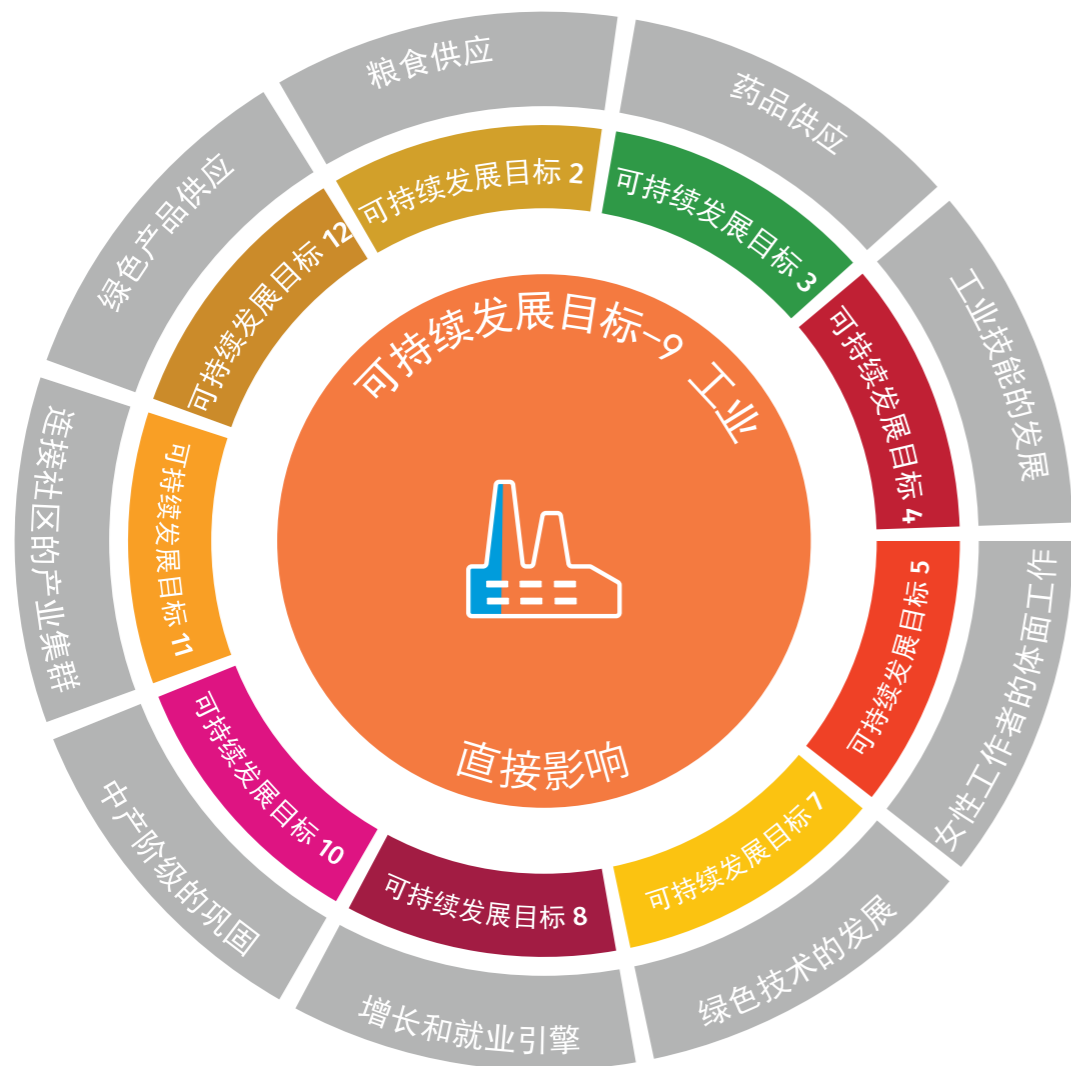 可持续发展目标–9 工业
直接影响
粮食供应
可持续发展目标 2
药品供应
可持续发展目标 3
工业技能的发展
可持续发展目标 4
女性工作者的体面工作
可持续发展目标 5
绿色技术的发展
可持续发展目标 7
增长和就业引擎
可持续发展目标 8
中产阶级的巩固
可持续发展目标 10
连接社区的产业集群
可持续发展目标 11
绿色产品供应
可持续发展目标 12